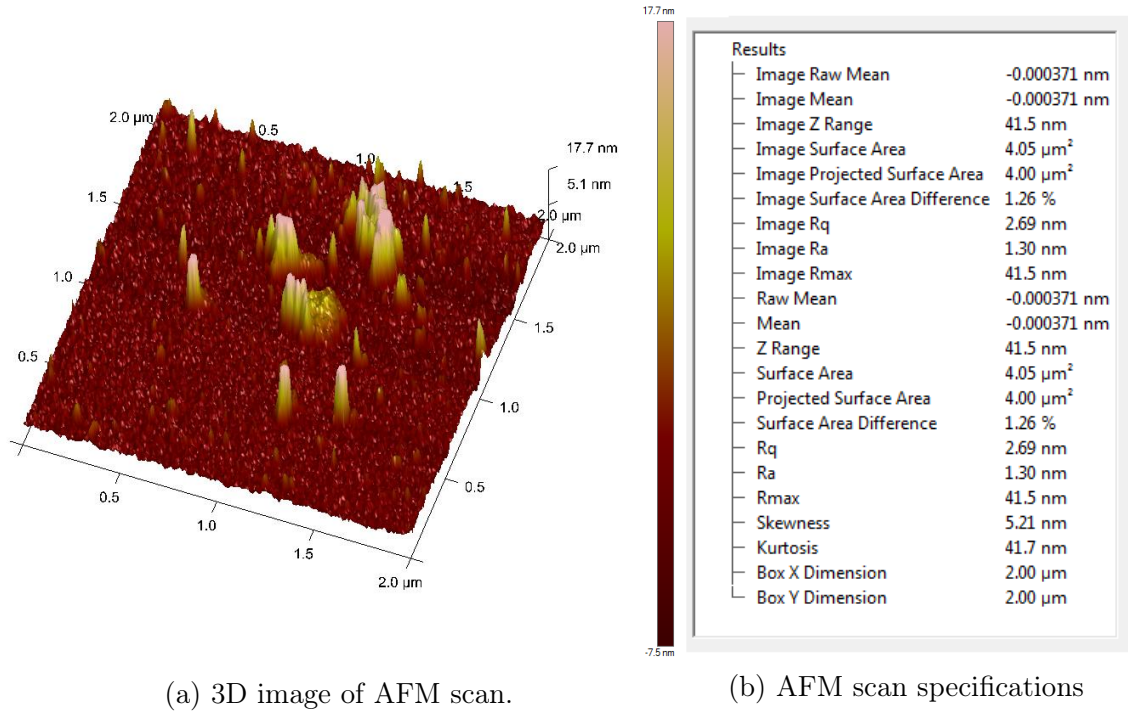 2.0 µm
0.5
1.0
1.5
2.0 µm
2.0 µm
17.7 nm
5.1 nm
1.5
1.0
0.5
1.5
1.0
0.5
0.5
1.0
1.5
2.0 µm
17.7 nm
-7.5 nm
Results
Image Raw Mean -0.000371 nm
Image Mean -0.000371 nm
Image Z Range 41.5 nm
Image Surface Area 4.05 µm²
Image Projected Surface Area 4.00 µm²
Image Surface Area Difference 1.26 %
Image Rq 2.69 nm
Image Ra 1.30 nm
Image Rmax 41.5 nm
Raw Mean -0.000371 nm
Mean -0.000371 nm
Z Range 41.5 nm
Surface Area 4.05 µm²
Projected Surface Area 4.00 µm²
Surface Area Difference 1.26 %
Rq 2.69 nm
Ra 1.30 nm
Rmax 41.5 nm
Skewness 5.21 nm
Kurtosis 41.7 nm
Box X Dimension 2.00 µm
Box Y Dimension 2.00 µm
(a) 3D image of AFM scan.
(b) AFM scan specifications